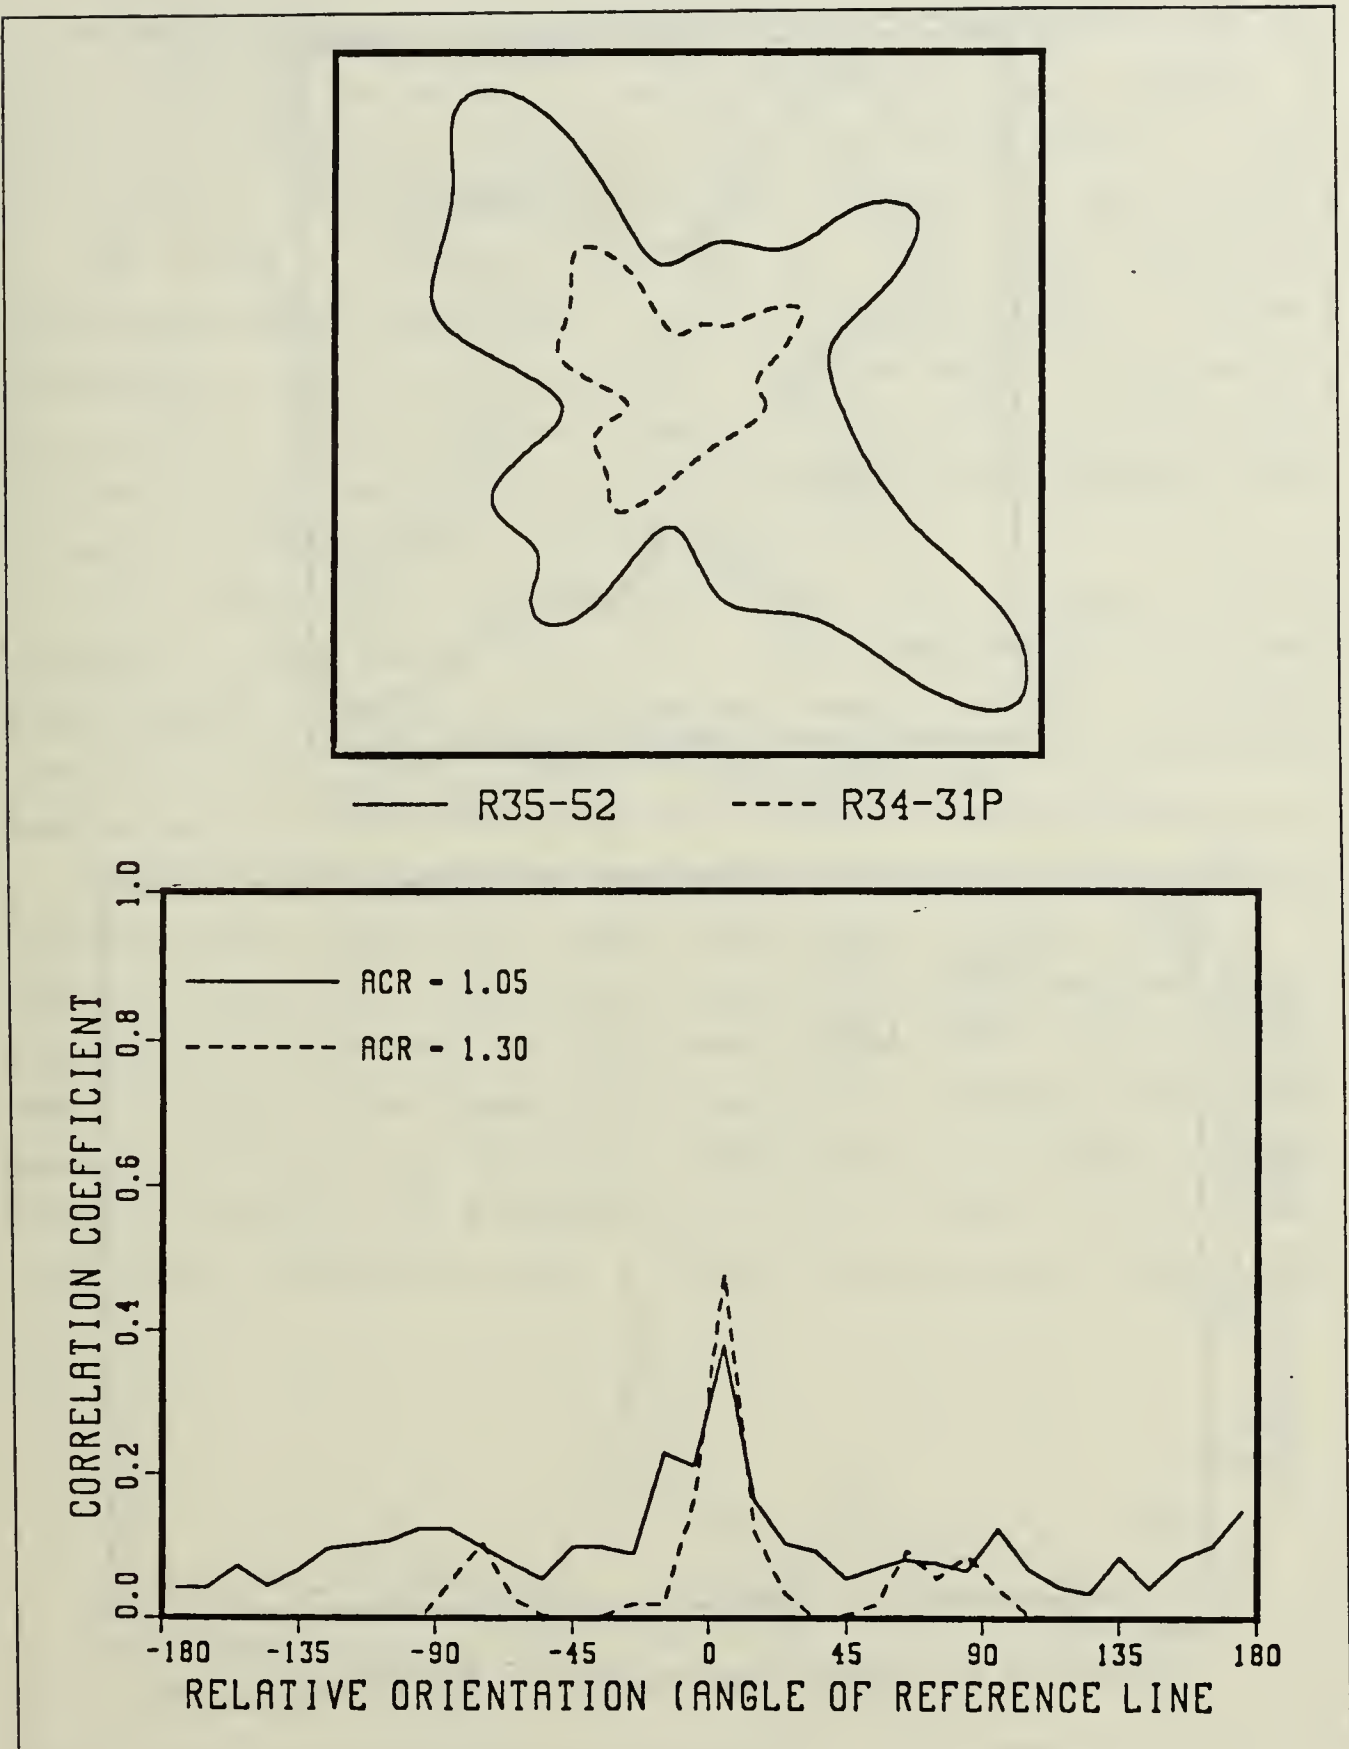 R35-52 R34-31P
1.0
0.8
0.6
0.4
0.2
0.0
CORRELATION COEFFICIENT
ACR - 1.05
ACR - 1.30
-180 -135 -90 -45 0 45 90 135 180
RELATIVE ORIENTATION (ANGLE OF REFERENCE LINE